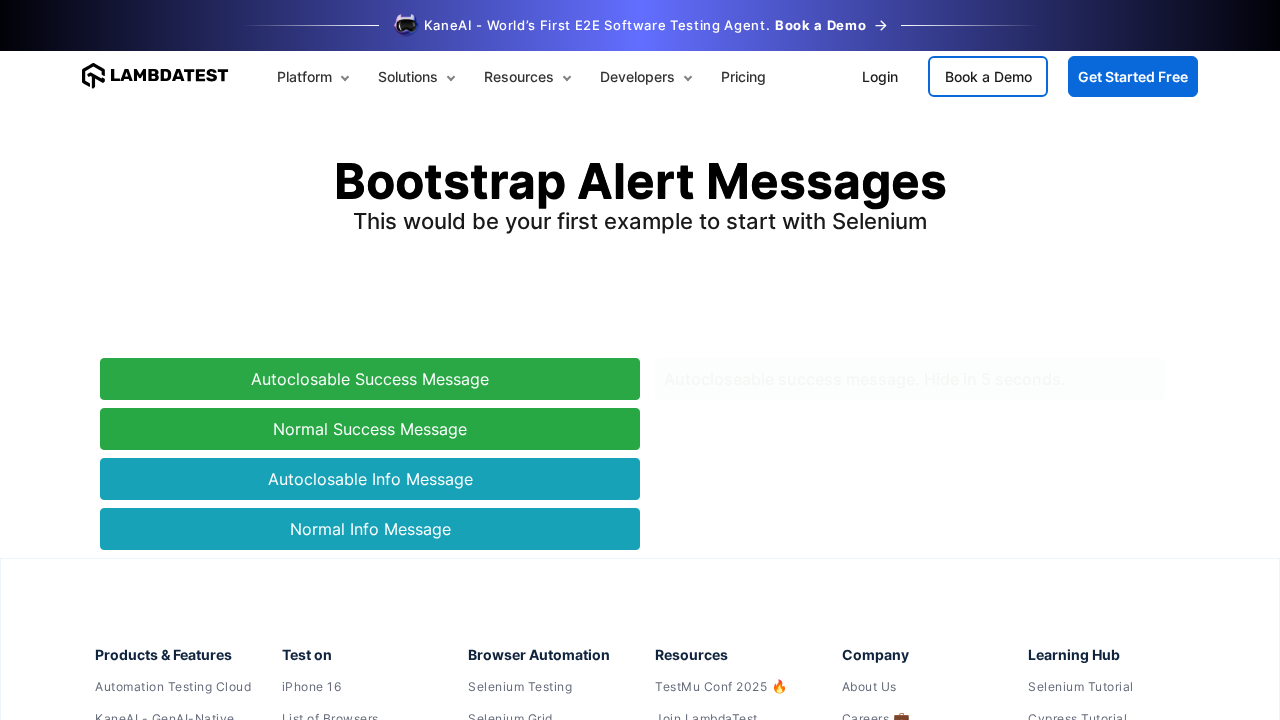 KaneAI - World's First E2E Software Testing Agent. Book a Demo
LAMBDATEST
Platform
Solutions
Resources
Developers
Pricing
Login
Book a Demo
Get Started Free
Bootstrap Alert Messages
This would be your first example to start with Selenium
Autoclosable Success Message
Autocloseable success message. Hide in 5 seconds.
Normal Success Message
Autoclosable Info Message
Normal Info Message
Products & Features
Test on
Browser Automation
Resources
Company
Learning Hub
Automation Testing Cloud
iPhone 16
Selenium Testing
TestMu Conf 2025 🔥
About Us
Selenium Tutorial
KaneAI - GenAI-Native
List of Browsers
Selenium Grid
Join LambdaTest
Careers 💼
Cypress Tutorial